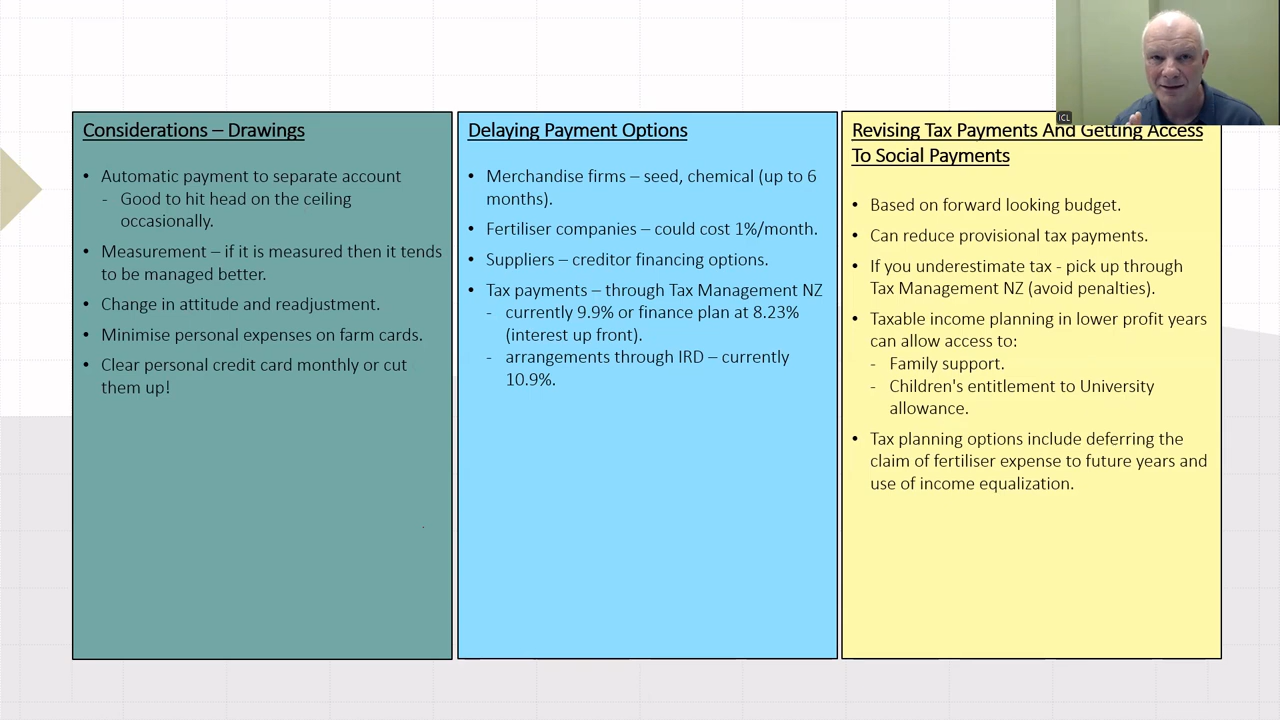 Considerations – Drawings
• Automatic payment to separate account
- Good to hit head on the ceiling
occasionally.
• Measurement – if it is measured then it tends
to be managed better.
• Change in attitude and readjustment.
• Minimise personal expenses on farm cards.
• Clear personal credit card monthly or cut
them up!
Delaying Payment Options
• Merchandise firms – seed, chemical (up to 6
months).
• Fertiliser companies – could cost 1%/month.
• Suppliers – creditor financing options.
• Tax payments – through Tax Management NZ
- currently 9.9% or finance plan at 8.23%
(interest up front).
- arrangements through IRD – currently
10.9%.
ICL
Revising Tax Payments And Getting Access
To Social Payments
• Based on forward looking budget.
• Can reduce provisional tax payments.
• If you underestimate tax - pick up through
Tax Management NZ (avoid penalties).
• Taxable income planning in lower profit years
can allow access to:
- Family support.
- Children's entitlement to University
allowance.
• Tax planning options include deferring the
claim of fertiliser expense to future years and
use of income equalization.